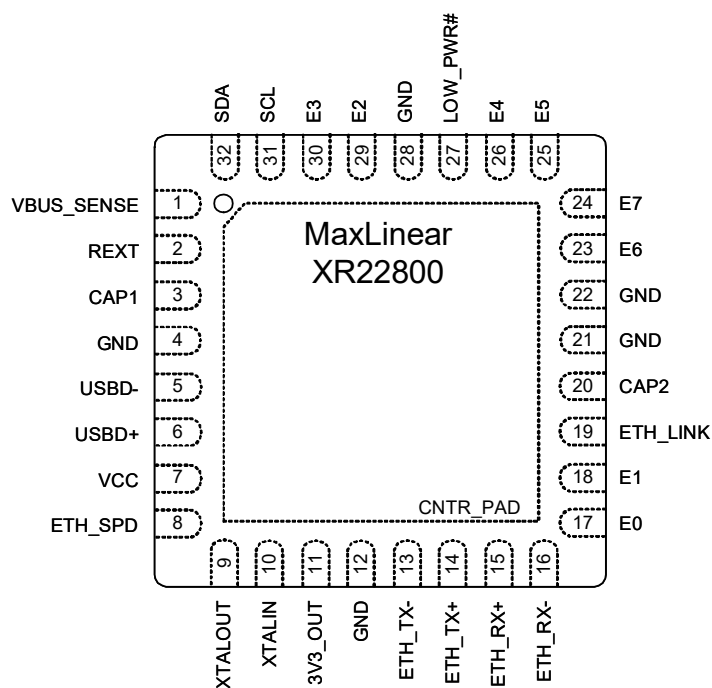 SDA
SCL
E3
E2
GND
LOW_PWR#
E4
E5
32
31
30
29
28
27
26
25
VBUS_SENSE 1
REXT 2
CAP1 3
GND 4
USBD- 5
USBD+ 6
VCC 7
ETH_SPD 8
MaxLinear
XR22800
CNTR_PAD
24 E7
23 E6
22 GND
21 GND
20 CAP2
19 ETH_LINK
18 E1
17 E0
9
10
11
12
13
14
15
16
XTALOUT
XTALIN
3V3_OUT
GND
ETH_TX-
ETH_TX+
ETH_RX+
ETH_RX-